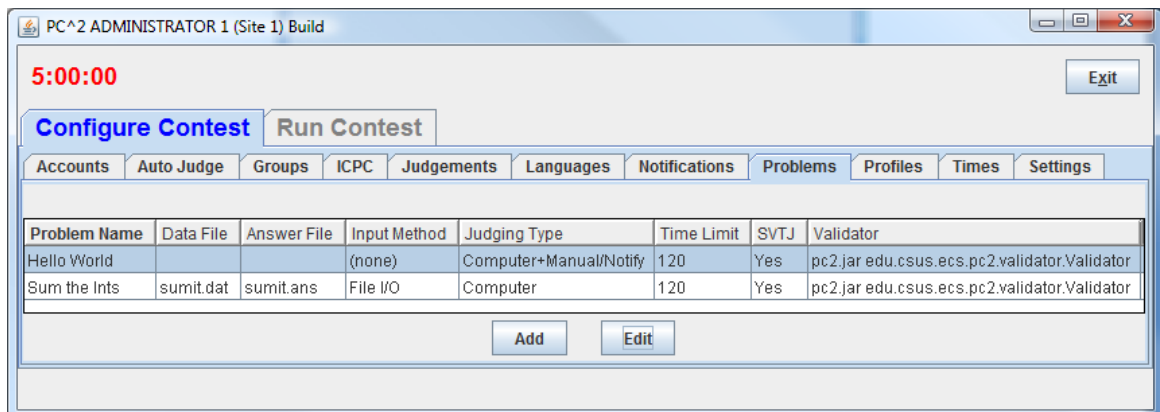 PC^2 ADMINISTRATOR 1 (Site 1) Build
5:00:00
Exit
Configure Contest Run Contest
Accounts Auto Judge Groups ICPC Judgements Languages Notifications Problems Profiles Times Settings
Problem Name Data File Answer File Input Method Judging Type Time Limit SVTJ Validator
Hello World (none) Computer+Manual/Notify 120 Yes pc2.jar edu.csus.ecs.pc2.validator.Validator
Sum the Ints sumit.dat sumit.ans File I/O Computer 120 Yes pc2.jar edu.csus.ecs.pc2.validator.Validator
Add Edit